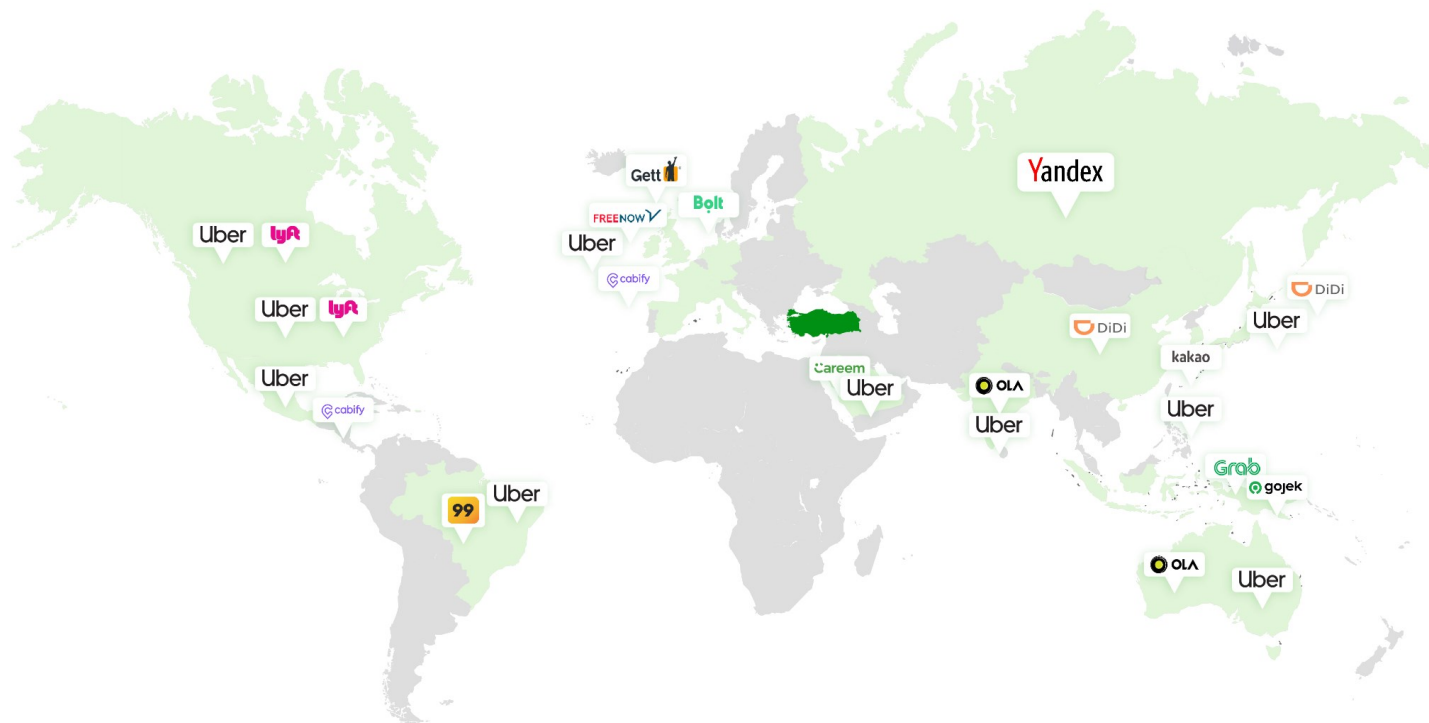 Gett
Yandex
Bolt
FREENOW
Uber
lyft
Uber
cabify
DiDi
Uber
lyft
Uber
DiDi
kakao
Careem
Uber
Uber
OLA
cabify
Uber
Uber
Grab
gojek
Uber
99
OLA
Uber